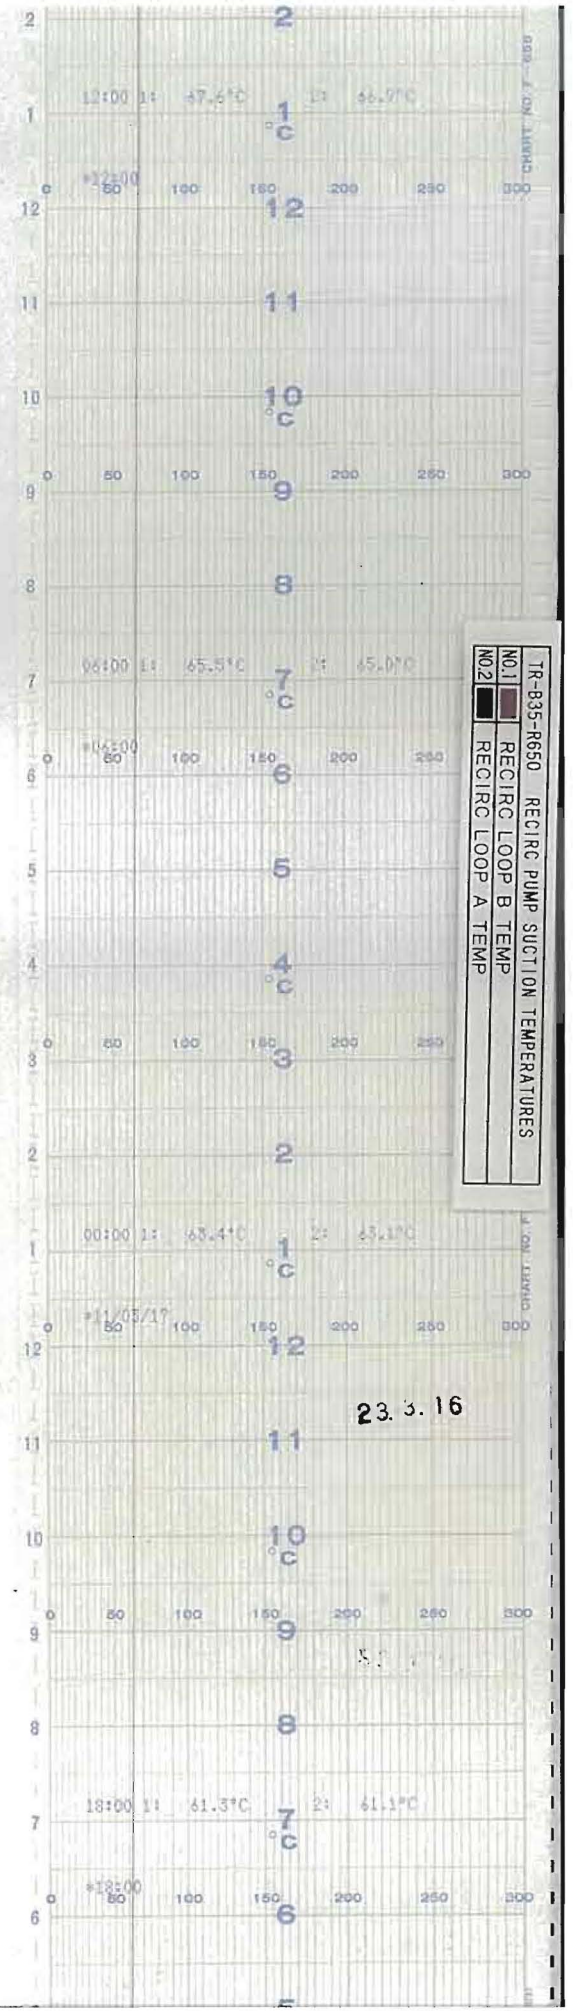 2 2
12:00 1: 67.6°C 2: 66.9°C
1 1
°C
CHART NO.
*12:00
0 50 100 150 200 250 300
12 12
11 11
10 10
°C
0 50 100 150 200 250 300
9 9
8 8
06:00 1: 65.5°C 2: 65.0°C
7 7
°C
*06:00
0 50 100 150 200 250
6 6
5 5
4 4
°C
0 50 100 150 200 250
3 3
2 2
00:00 1: 63.4°C 2: 63.1°C
1 1
°C
CHART NO.
*11/03/17
0 50 100 150 200 250 300
12 12
23.3.16
11 11
10 10
°C
0 50 100 150 200 250 300
9 9
8 8
18:00 1: 61.3°C 2: 61.1°C
7 7
°C
*18:00
0 50 100 150 200 250 300
6 6
5
TR-B35-R650 RECIRC PUMP SUCTION TEMPERATURES
NO.1 RECIRC LOOP B TEMP
NO.2 RECIRC LOOP A TEMP